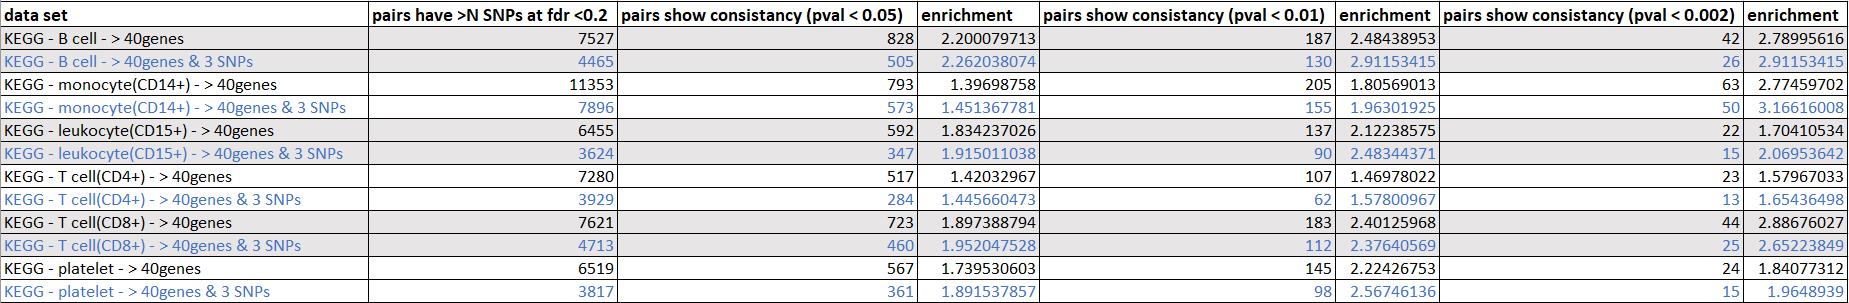 data set pairs have >N SNPs at fdr <0.2 pairs show consistancy (pval < 0.05) enrichment pairs show consistancy (pval < 0.01) enrichment pairs show consistancy (pval < 0.002) enrichment
KEGG - B cell - > 40genes 7527 828 2.200079713 187 2.48438953 42 2.78995616
KEGG - B cell - > 40genes & 3 SNPs 4465 505 2.262038074 130 2.91153415 26 2.91153415
KEGG - monocyte(CD14+) - > 40genes 11353 793 1.39698758 205 1.80569013 63 2.77459702
KEGG - monocyte(CD14+) - > 40genes & 3 SNPs 7896 573 1.451367781 155 1.96301925 50 3.16616008
KEGG - leukocyte(CD15+) - > 40genes 6455 592 1.834237026 137 2.12238575 22 1.70410534
KEGG - leukocyte(CD15+) - > 40genes & 3 SNPs 3624 347 1.915011038 90 2.48344371 15 2.06953642
KEGG - T cell(CD4+) - > 40genes 7280 517 1.42032967 107 1.46978022 23 1.57967033
KEGG - T cell(CD4+) - > 40genes & 3 SNPs 3929 284 1.445660473 62 1.57800967 13 1.65436498
KEGG - T cell(CD8+) - > 40genes 7621 723 1.897388794 183 2.40125968 44 2.88676027
KEGG - T cell(CD8+) - > 40genes & 3 SNPs 4713 460 1.952047528 112 2.37640569 25 2.65223849
KEGG - platelet - > 40genes 6519 567 1.739530603 145 2.22426753 24 1.84077312
KEGG - platelet - > 40genes & 3 SNPs 3817 361 1.891537857 98 2.56746136 15 1.9648939